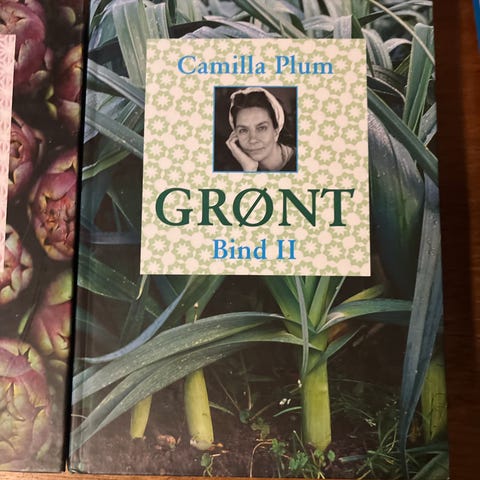 Camilla Plum
GRØNT
Bind II